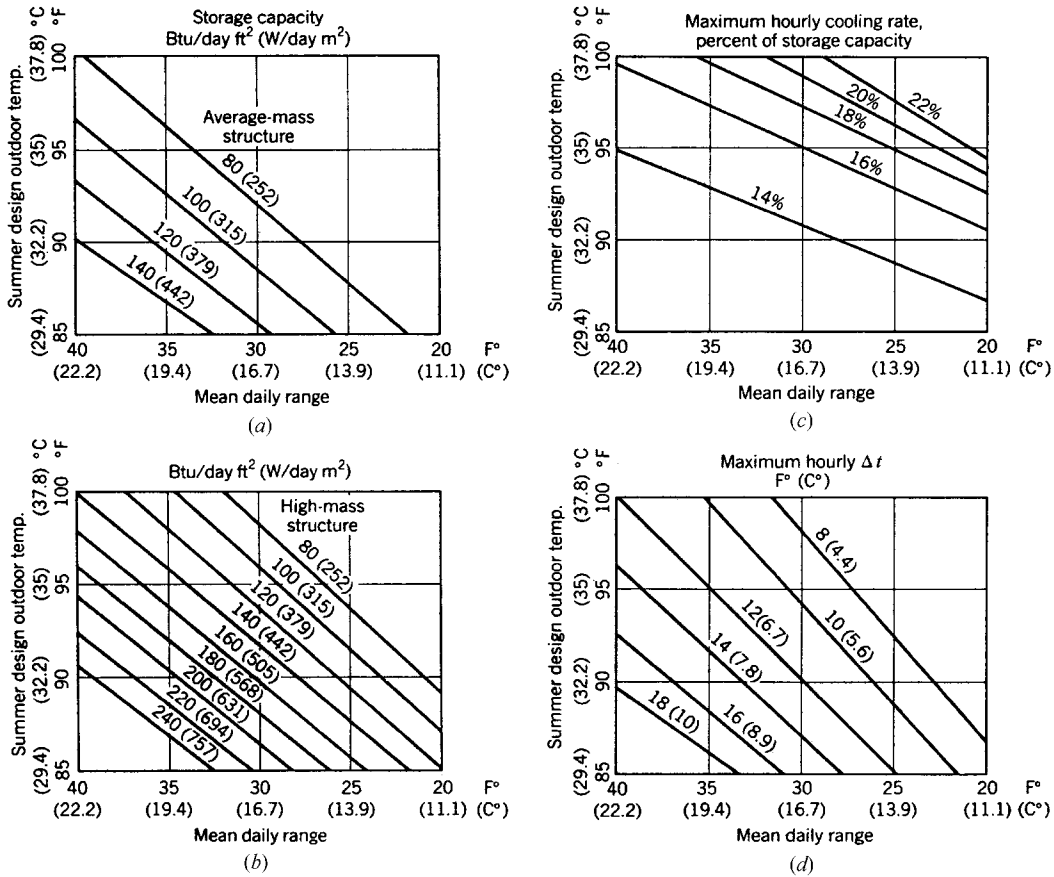 Storage capacity
Btu/day ft² (W/day m²)
°C °F
Summer design outdoor temp.
(37.8) 100
(35) 95
(32.2) 90
(29.4) 85
Average-mass
structure
80 (252)
100 (315)
120 (379)
140 (442)
40 35 30 25 20 F°
(22.2) (19.4) (16.7) (13.9) (11.1) (C°)
Mean daily range
(a)
Maximum hourly cooling rate,
percent of storage capacity
°C °F
Summer design outdoor temp.
(37.8) 100
(35) 95
(32.2) 90
(29.4) 85
22%
20%
18%
16%
14%
40 35 30 25 20 F°
(22.2) (19.4) (16.7) (13.9) (11.1) (C°)
Mean daily range
(c)
Btu/day ft² (W/day m²)
°C °F
Summer design outdoor temp.
(37.8) 100
(35) 95
(32.2) 90
(29.4) 85
High-mass
structure
80 (252)
100 (315)
120 (379)
140 (442)
160 (505)
180 (568)
200 (631)
220 (694)
240 (757)
40 35 30 25 20 F°
(22.2) (19.4) (16.7) (13.9) (11.1) (C°)
Mean daily range
(b)
Maximum hourly Δt
F° (C°)
°C °F
Summer design outdoor temp.
(37.8) 100
(35) 95
(32.2) 90
(29.4) 85
8 (4.4)
10 (5.6)
12(6.7)
14 (7.8)
16 (8.9)
18 (10)
40 35 30 25 20 F°
(22.2) (19.4) (16.7) (13.9) (11.1) (C°)
Mean daily range
(d)